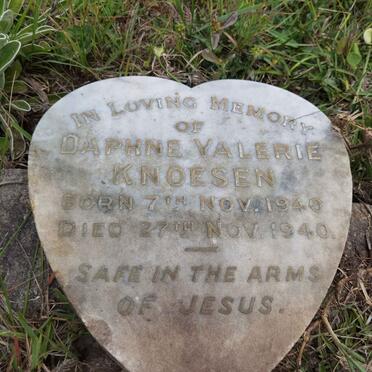 IN LOVING MEMORY
OF
DAPHNE VALERIE
KNOESEN
BORN 7TH NOV. 1940
DIED 27TH NOV. 1940.
SAFE IN THE ARMS
OF JESUS.